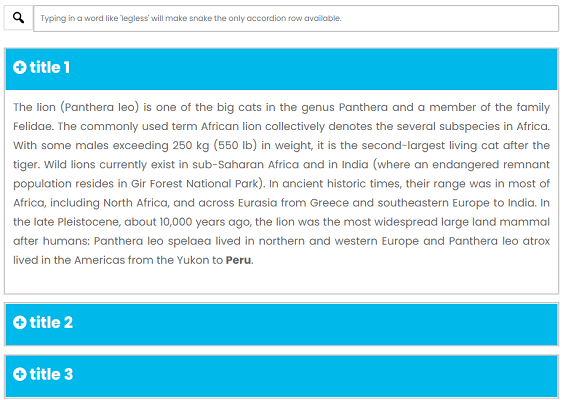 Typing in a word like 'legless' will make snake the only accordion row available.
title 1
The lion (Panthera leo) is one of the big cats in the genus Panthera and a member of the family
Felidae. The commonly used term African lion collectively denotes the several subspecies in Africa.
With some males exceeding 250 kg (550 lb) in weight, it is the second-largest living cat after the
tiger. Wild lions currently exist in sub-Saharan Africa and in India (where an endangered remnant
population resides in Gir Forest National Park). In ancient historic times, their range was in most of
Africa, including North Africa, and across Eurasia from Greece and southeastern Europe to India. In
the late Pleistocene, about 10,000 years ago, the lion was the most widespread large land mammal
after humans: Panthera leo spelaea lived in northern and western Europe and Panthera leo atrox
lived in the Americas from the Yukon to Peru.
title 2
title 3